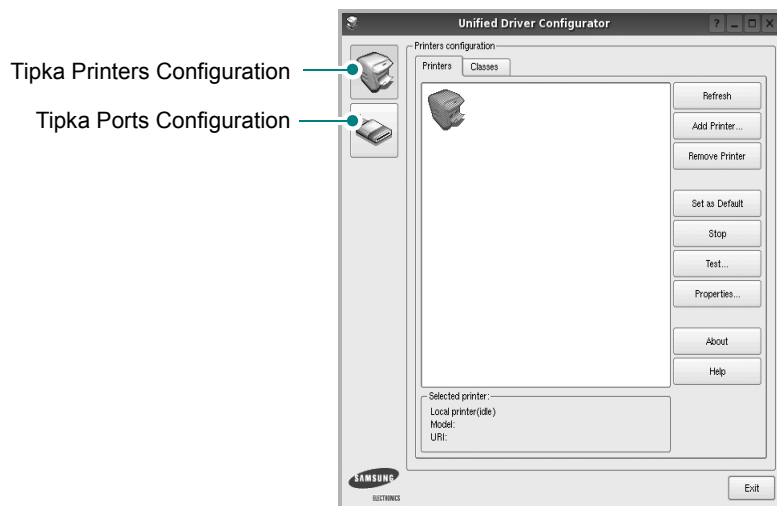 Unified Driver Configurator
Tipka Printers Configuration
Tipka Ports Configuration
Printers configuration
Printers
Classes
Refresh
Add Printer...
Remove Printer
Set as Default
Stop
Test...
Properties...
About
Help
Selected printer:
Local printer(idle)
Model:
URI:
SAMSUNG
ELECTRONICS
Exit